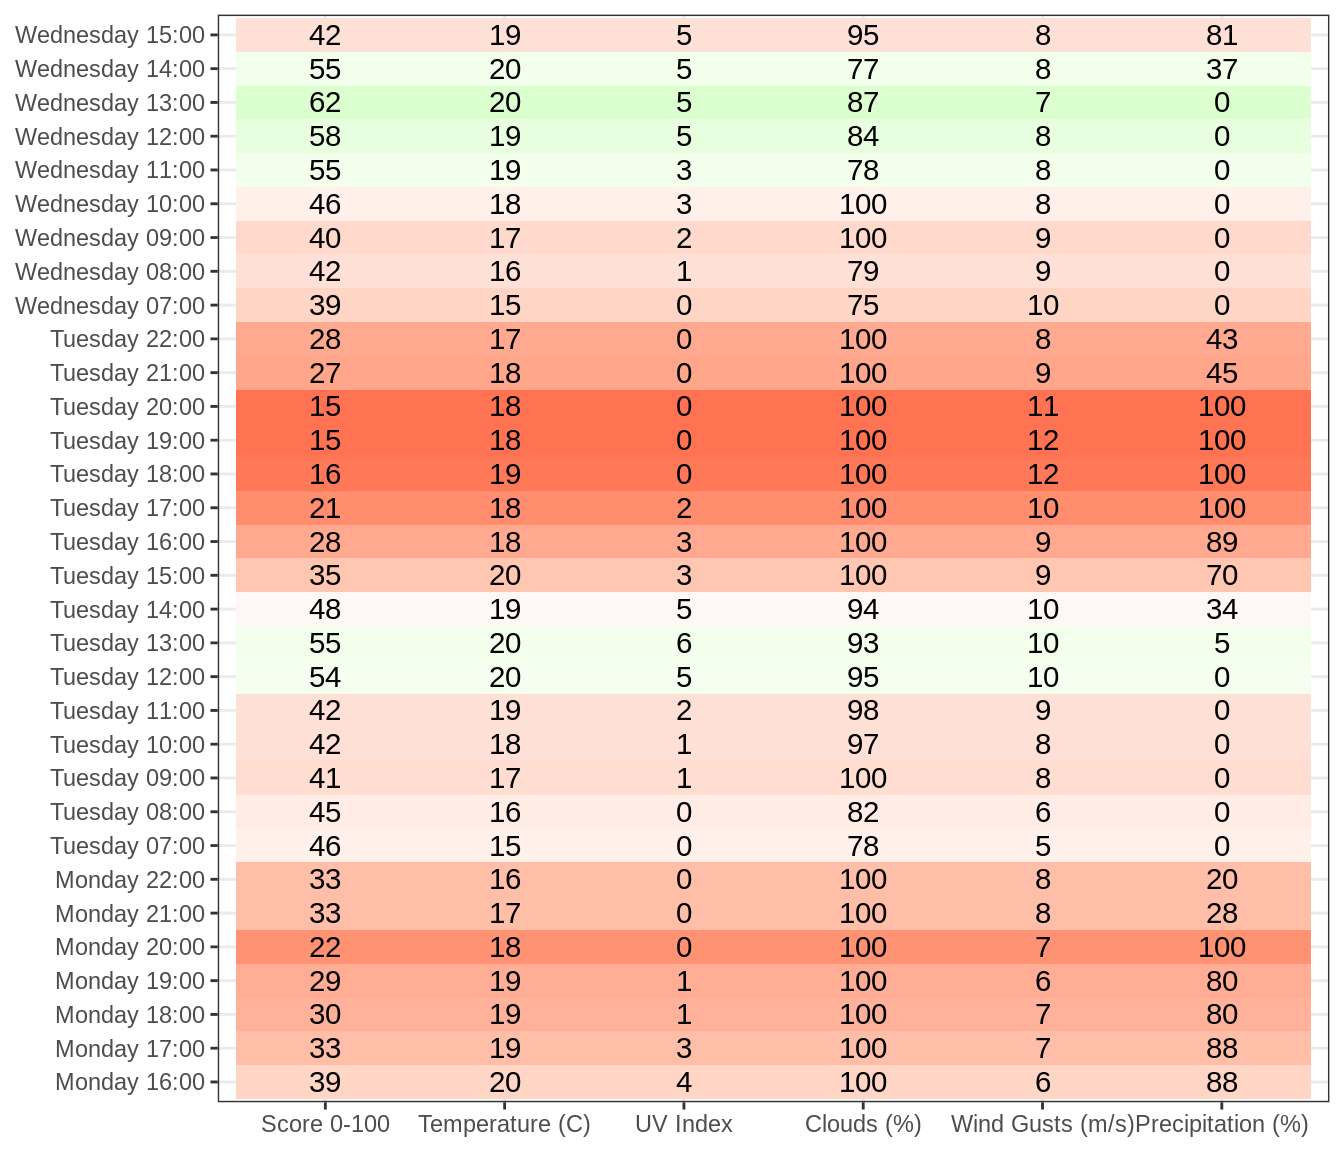 Wednesday 15:00 42 19 5 95 8 81
Wednesday 14:00 55 20 5 77 8 37
Wednesday 13:00 62 20 5 87 7 0
Wednesday 12:00 58 19 5 84 8 0
Wednesday 11:00 55 19 3 78 8 0
Wednesday 10:00 46 18 3 100 8 0
Wednesday 09:00 40 17 2 100 9 0
Wednesday 08:00 42 16 1 79 9 0
Wednesday 07:00 39 15 0 75 10 0
Tuesday 22:00 28 17 0 100 8 43
Tuesday 21:00 27 18 0 100 9 45
Tuesday 20:00 15 18 0 100 11 100
Tuesday 19:00 15 18 0 100 12 100
Tuesday 18:00 16 19 0 100 12 100
Tuesday 17:00 21 18 2 100 10 100
Tuesday 16:00 28 18 3 100 9 89
Tuesday 15:00 35 20 3 100 9 70
Tuesday 14:00 48 19 5 94 10 34
Tuesday 13:00 55 20 6 93 10 5
Tuesday 12:00 54 20 5 95 10 0
Tuesday 11:00 42 19 2 98 9 0
Tuesday 10:00 42 18 1 97 8 0
Tuesday 09:00 41 17 1 100 8 0
Tuesday 08:00 45 16 0 82 6 0
Tuesday 07:00 46 15 0 78 5 0
Monday 22:00 33 16 0 100 8 20
Monday 21:00 33 17 0 100 8 28
Monday 20:00 22 18 0 100 7 100
Monday 19:00 29 19 1 100 6 80
Monday 18:00 30 19 1 100 7 80
Monday 17:00 33 19 3 100 7 88
Monday 16:00 39 20 4 100 6 88
Score 0-100 Temperature (C) UV Index Clouds (%) Wind Gusts (m/s) Precipitation (%)